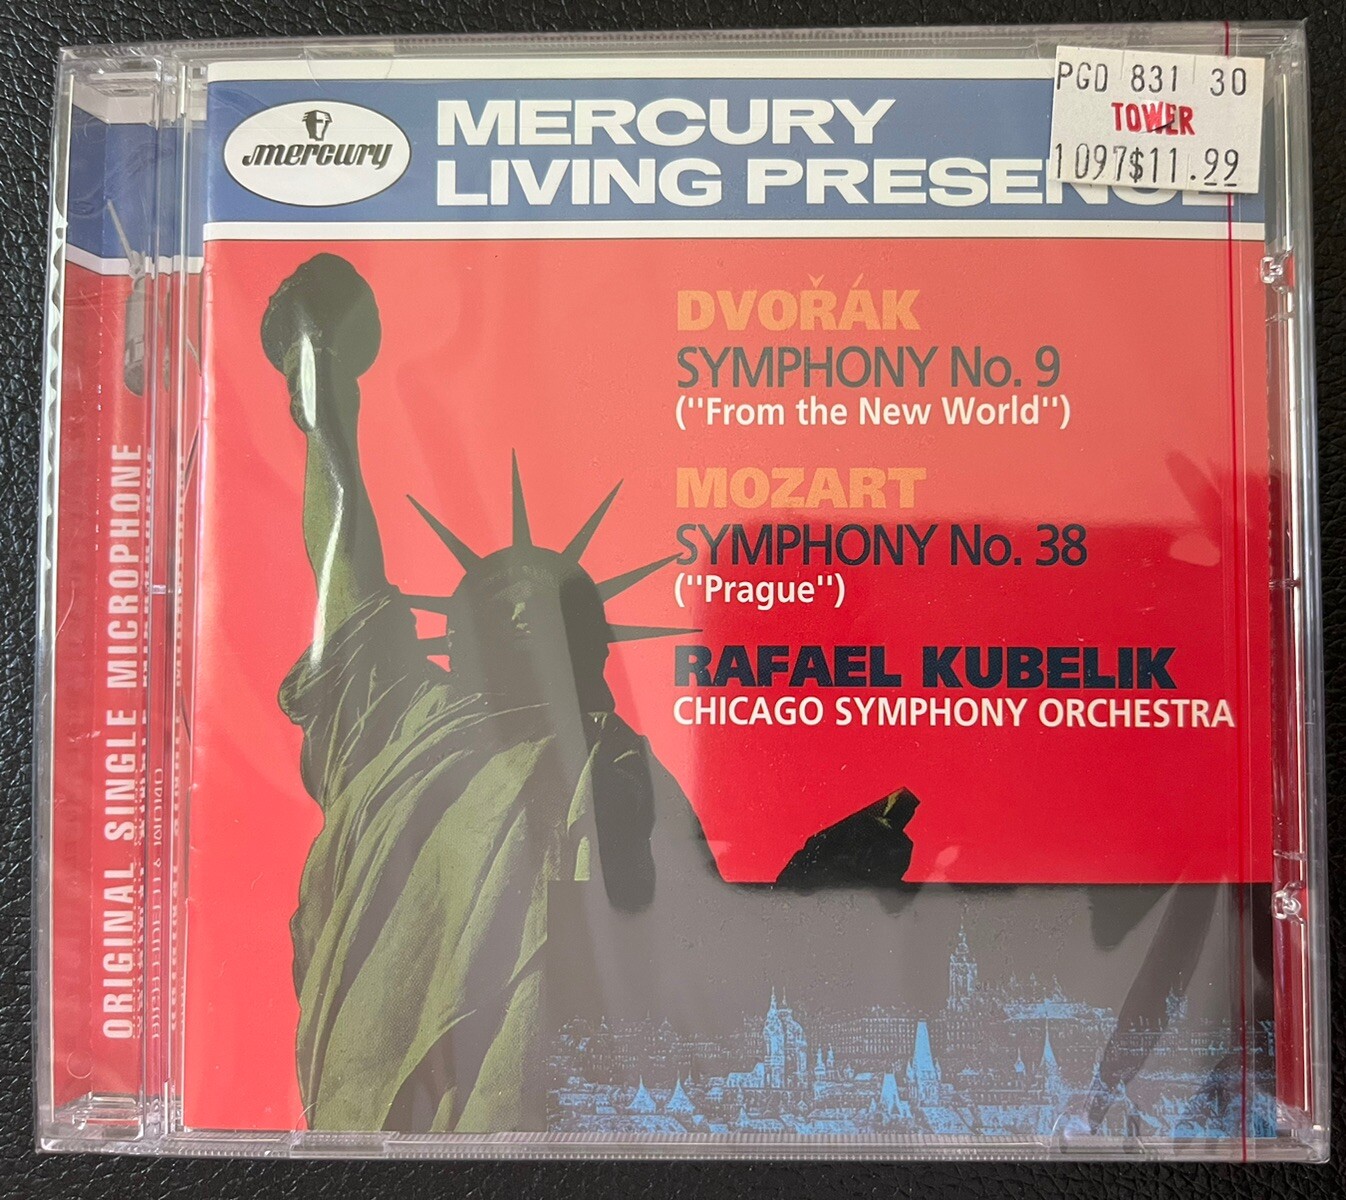 PGD 831 30
TOWER
1097$11.99
mercury
MERCURY
LIVING PRESENCE
DVOŘÁK
SYMPHONY No. 9
("From the New World")
MOZART
SYMPHONY No. 38
("Prague")
RAFAEL KUBELIK
CHICAGO SYMPHONY ORCHESTRA
ORIGINAL SINGLE MICROPHONE